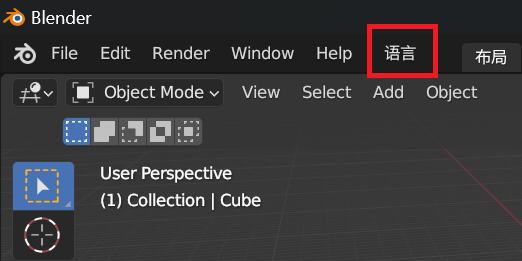 Blender
File Edit Render Window Help 语言 布局
Object Mode View Select Add Object
User Perspective
(1) Collection | Cube